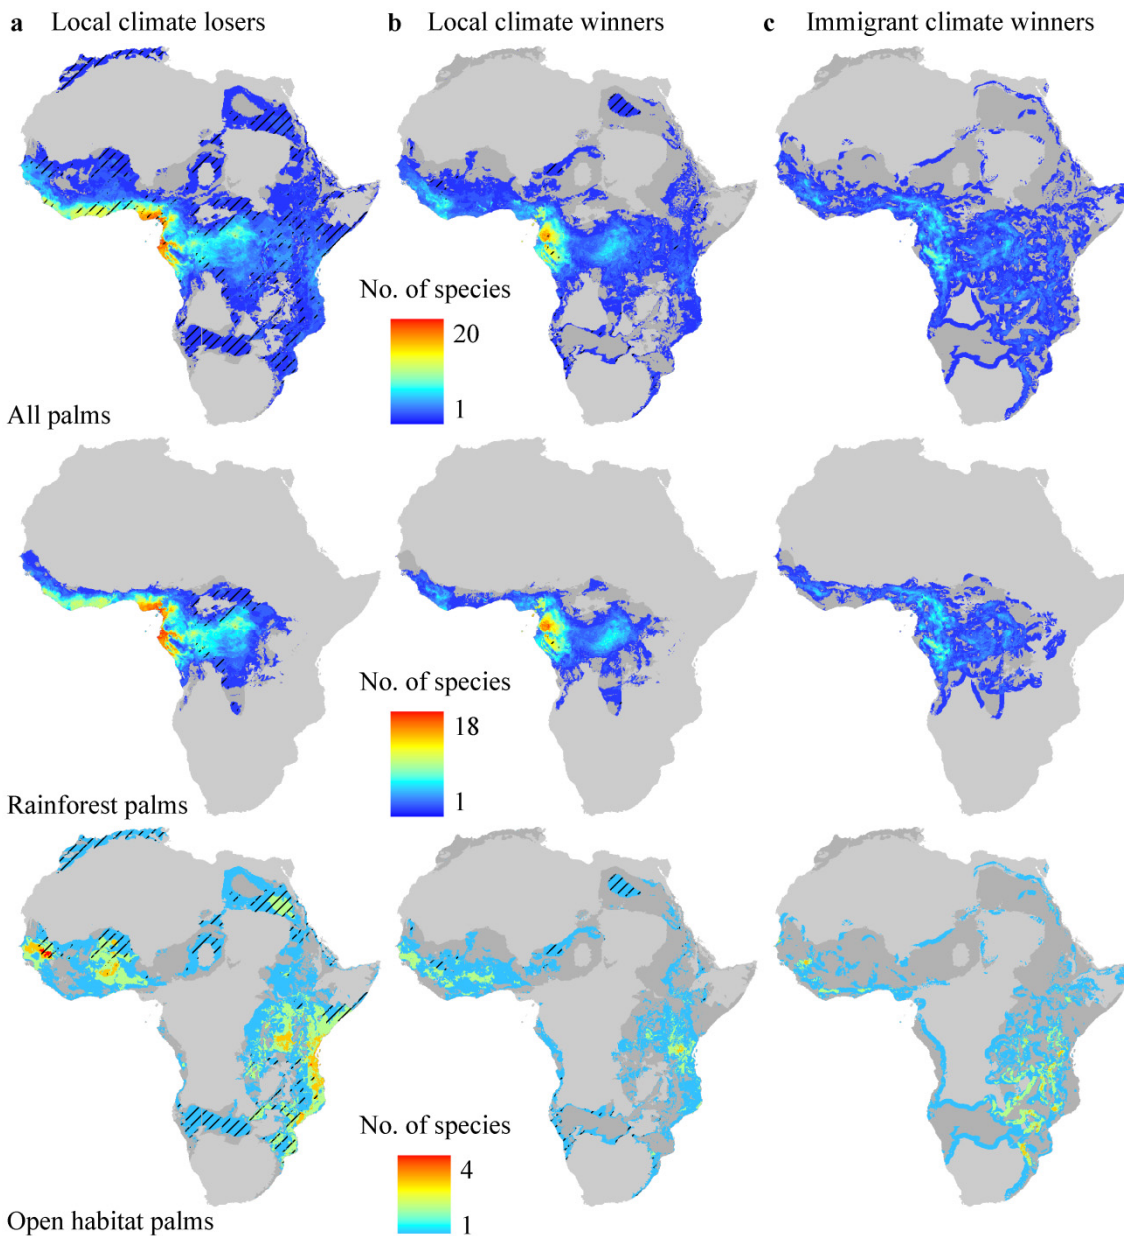 a Local climate losers
b Local climate winners
c Immigrant climate winners
No. of species
20
1
All palms
No. of species
18
1
Rainforest palms
No. of species
4
1
Open habitat palms